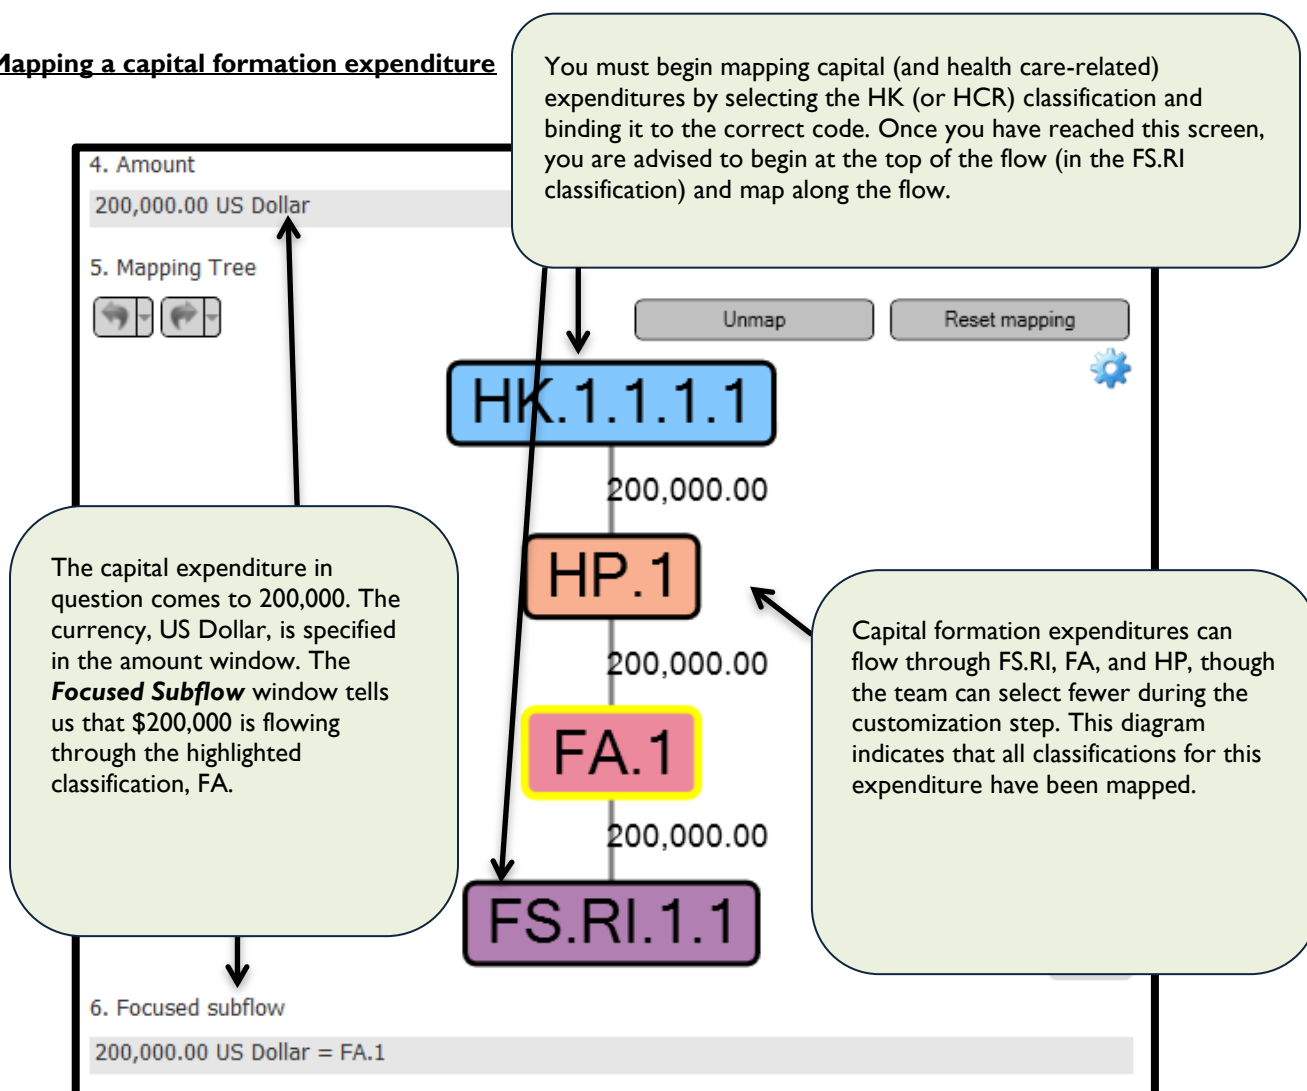 Mapping a capital formation expenditure
You must begin mapping capital (and health care-related)
expenditures by selecting the HK (or HCR) classification and
binding it to the correct code. Once you have reached this screen,
you are advised to begin at the top of the flow (in the FS.RI
classification) and map along the flow.
4. Amount
200,000.00 US Dollar
5. Mapping Tree
Unmap
Reset mapping
HK.1.1.1.1
200,000.00
HP.1
200,000.00
FA.1
200,000.00
FS.RI.1.1
The capital expenditure in
question comes to 200,000. The
currency, US Dollar, is specified
in the amount window. The
Focused Subflow window tells
us that $200,000 is flowing
through the highlighted
classification, FA.
Capital formation expenditures can
flow through FS.RI, FA, and HP, though
the team can select fewer during the
customization step. This diagram
indicates that all classifications for this
expenditure have been mapped.
6. Focused subflow
200,000.00 US Dollar = FA.1